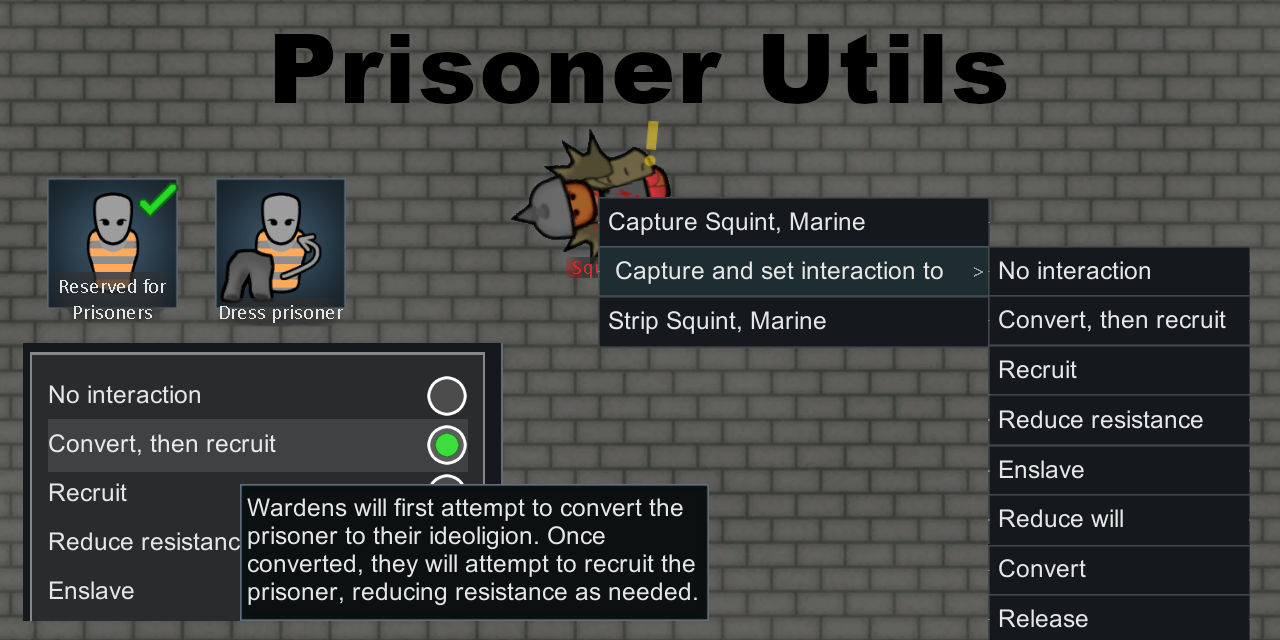 Prisoner Utils
Reserved for
Prisoners
Dress prisoner
Capture Squint, Marine
Capture and set interaction to >
Strip Squint, Marine
No interaction
Convert, then recruit
Recruit
Reduce resistance
Enslave
Reduce will
Convert
Release
No interaction
Convert, then recruit
Recruit
Reduce resistanc
Enslave
Wardens will first attempt to convert the
prisoner to their ideoligion. Once
converted, they will attempt to recruit the
prisoner, reducing resistance as needed.